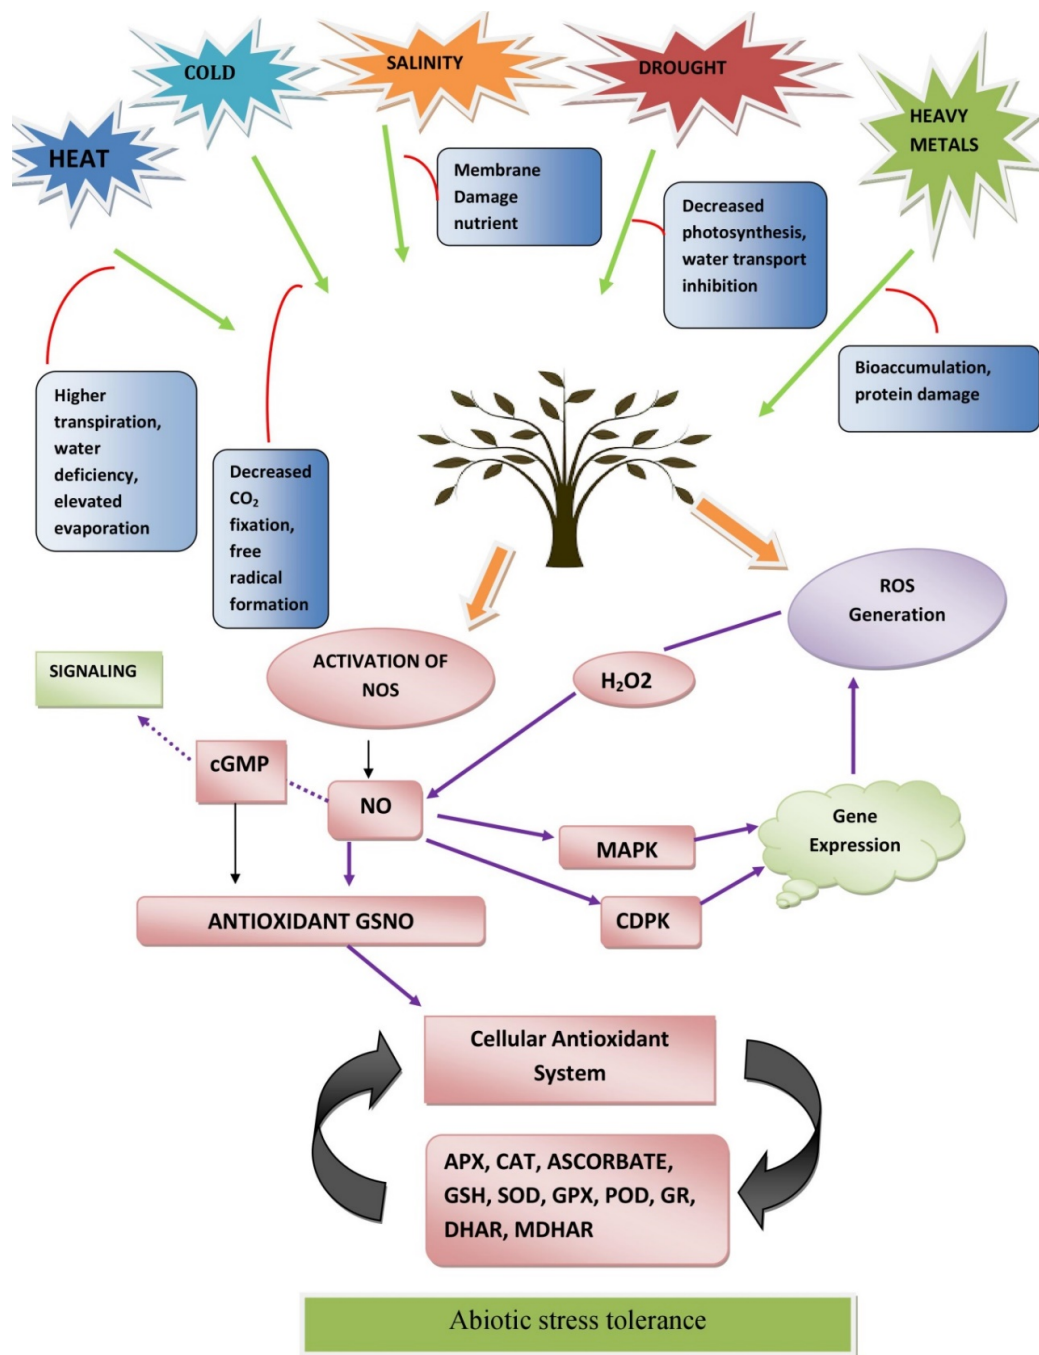 COLD
SALINITY
DROUGHT
HEAVY
METALS
HEAT
Membrane
Damage
nutrient
Decreased
photosynthesis,
water transport
inhibition
Bioaccumulation,
protein damage
Higher
transpiration,
water
deficiency,
elevated
evaporation
Decreased
CO₂
fixation,
free
radical
formation
ROS
Generation
ACTIVATION OF
NOS
H₂O2
SIGNALING
cGMP
NO
MAPK
CDPK
Gene
Expression
ANTIOXIDANT GSNO
Cellular Antioxidant
System
APX, CAT, ASCORBATE,
GSH, SOD, GPX, POD, GR,
DHAR, MDHAR
Abiotic stress tolerance